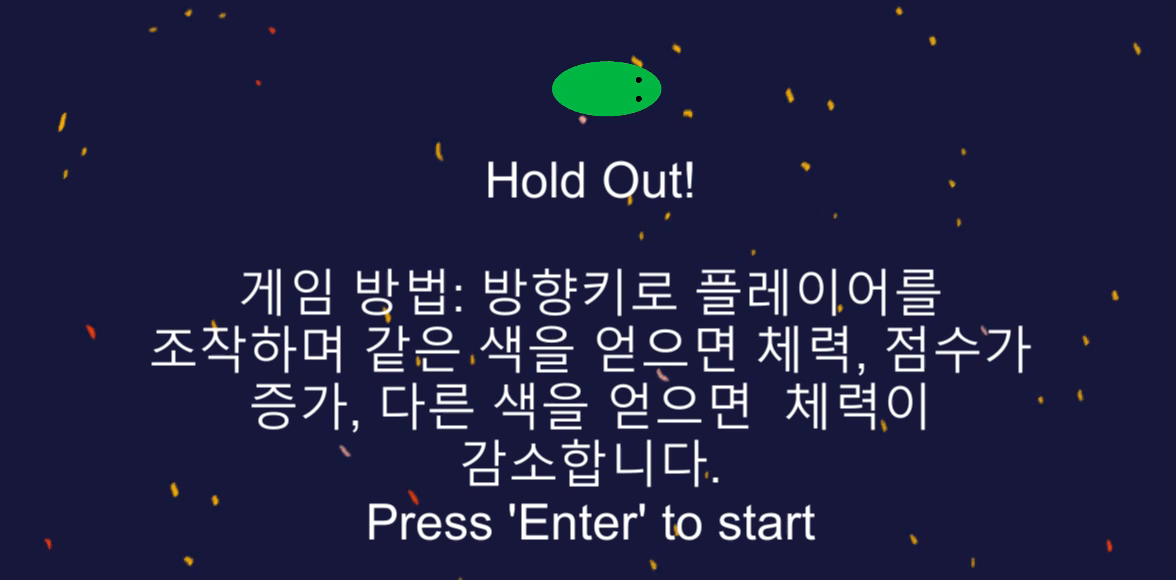 Hold Out!
게임 방법: 방향키로 플레이어를
조작하며 같은 색을 얻으면 체력, 점수가
증가, 다른 색을 얻으면  체력이
감소합니다.
Press 'Enter' to start